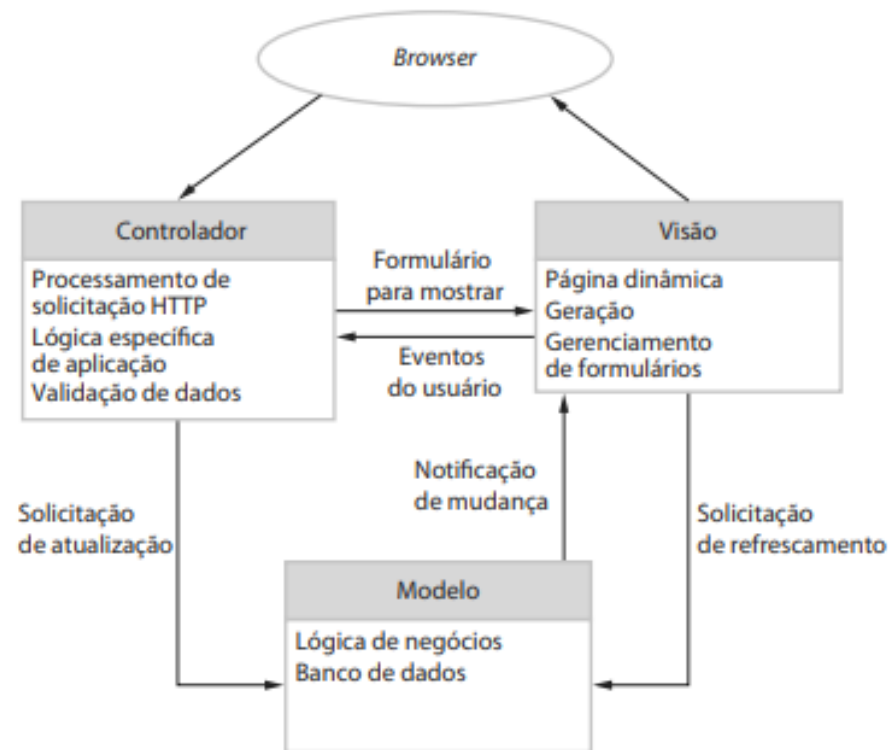 Browser
Controlador
Processamento de
solicitação HTTP
Lógica específica
de aplicação
Validação de dados
Formulário
para mostrar
Eventos
do usuário
Visão
Página dinâmica
Geração
Gerenciamento
de formulários
Solicitação
de atualização
Notificação
de mudança
Solicitação
de refrescamento
Modelo
Lógica de negócios
Banco de dados